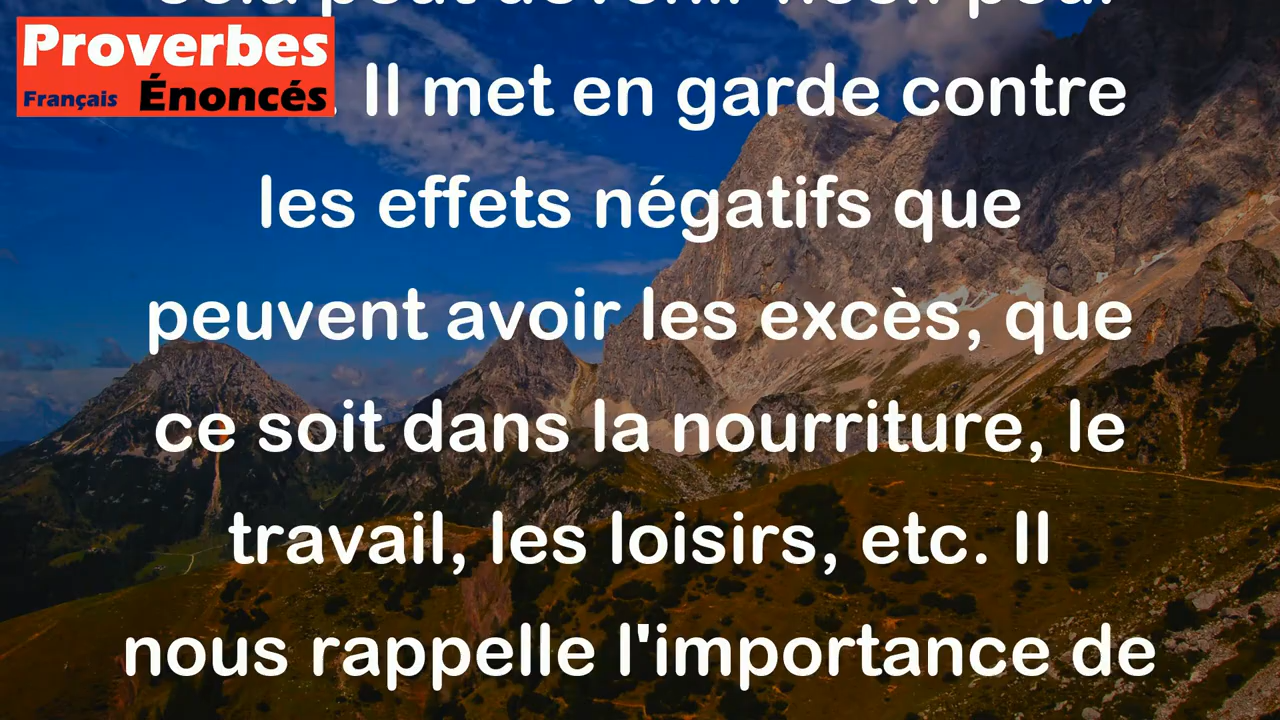 Proverbes
Français Énoncés
. Il met en garde contre
les effets négatifs que
peuvent avoir les excès, que
ce soit dans la nourriture, le
travail, les loisirs, etc. Il
nous rappelle l'importance de